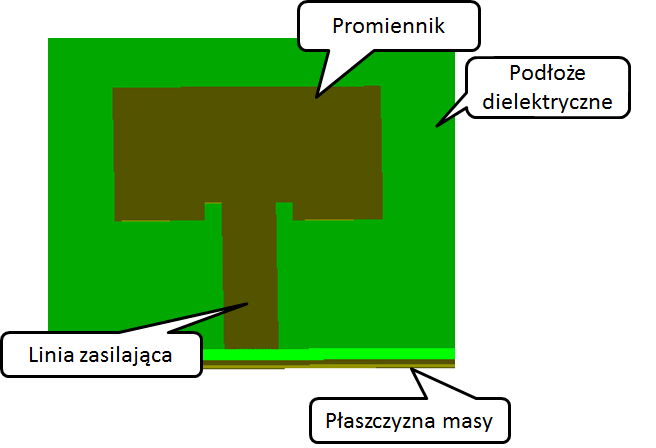 Promiennik
Podłoże
dielektryczne
Linia zasilająca
Płaszczyzna masy